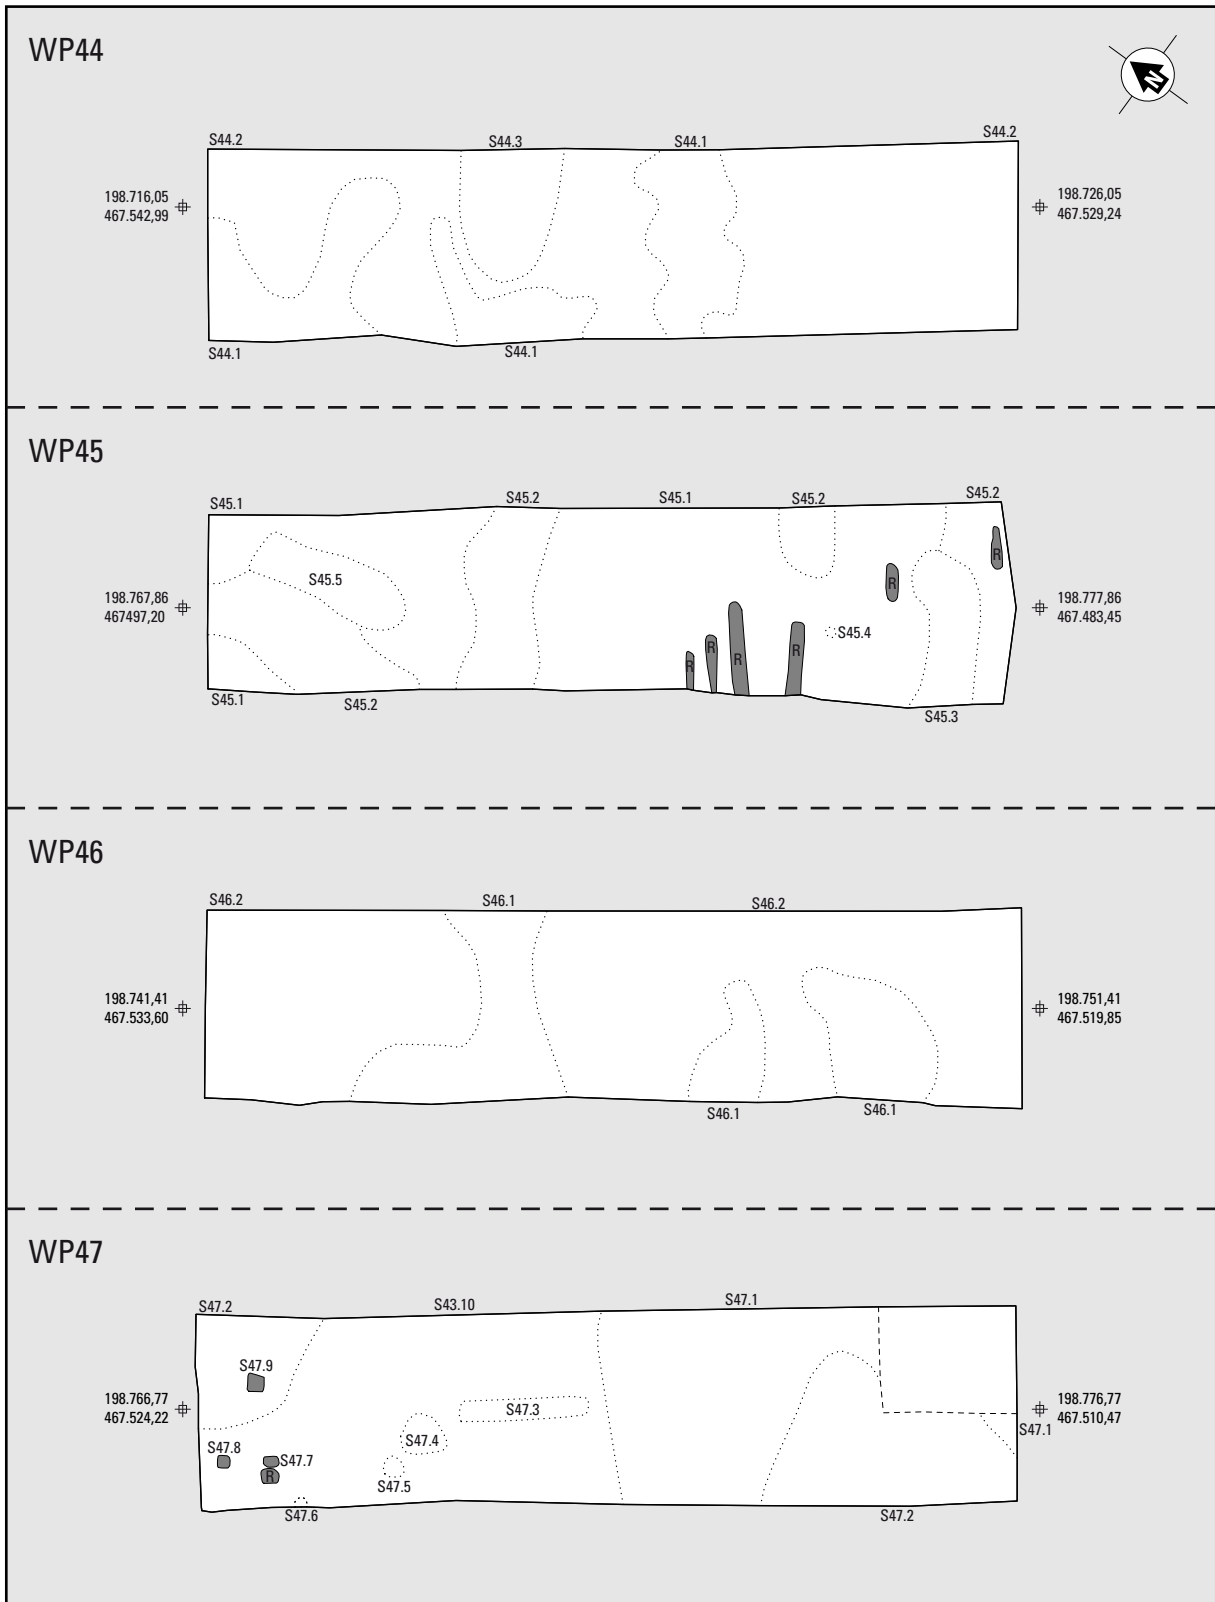 WP44
N
S44.2
S44.3
S44.1
S44.2
198.716,05
467.542,99
198.726,05
467.529,24
S44.1
S44.1
WP45
S45.1
S45.2
S45.1
S45.2
S45.2
R
S45.5
R
198.767,86
467497,20
198.777,86
467.483,45
S45.4
R
R
R
R
S45.1
S45.2
S45.3
WP46
S46.2
S46.1
S46.2
198.741,41
467.533,60
198.751,41
467.519,85
S46.1
S46.1
WP47
S47.2
S43.10
S47.1
S47.9
198.766,77
467.524,22
S47.3
198.776,77
467.510,47
S47.1
S47.8
S47.4
S47.7
R
S47.5
S47.6
S47.2